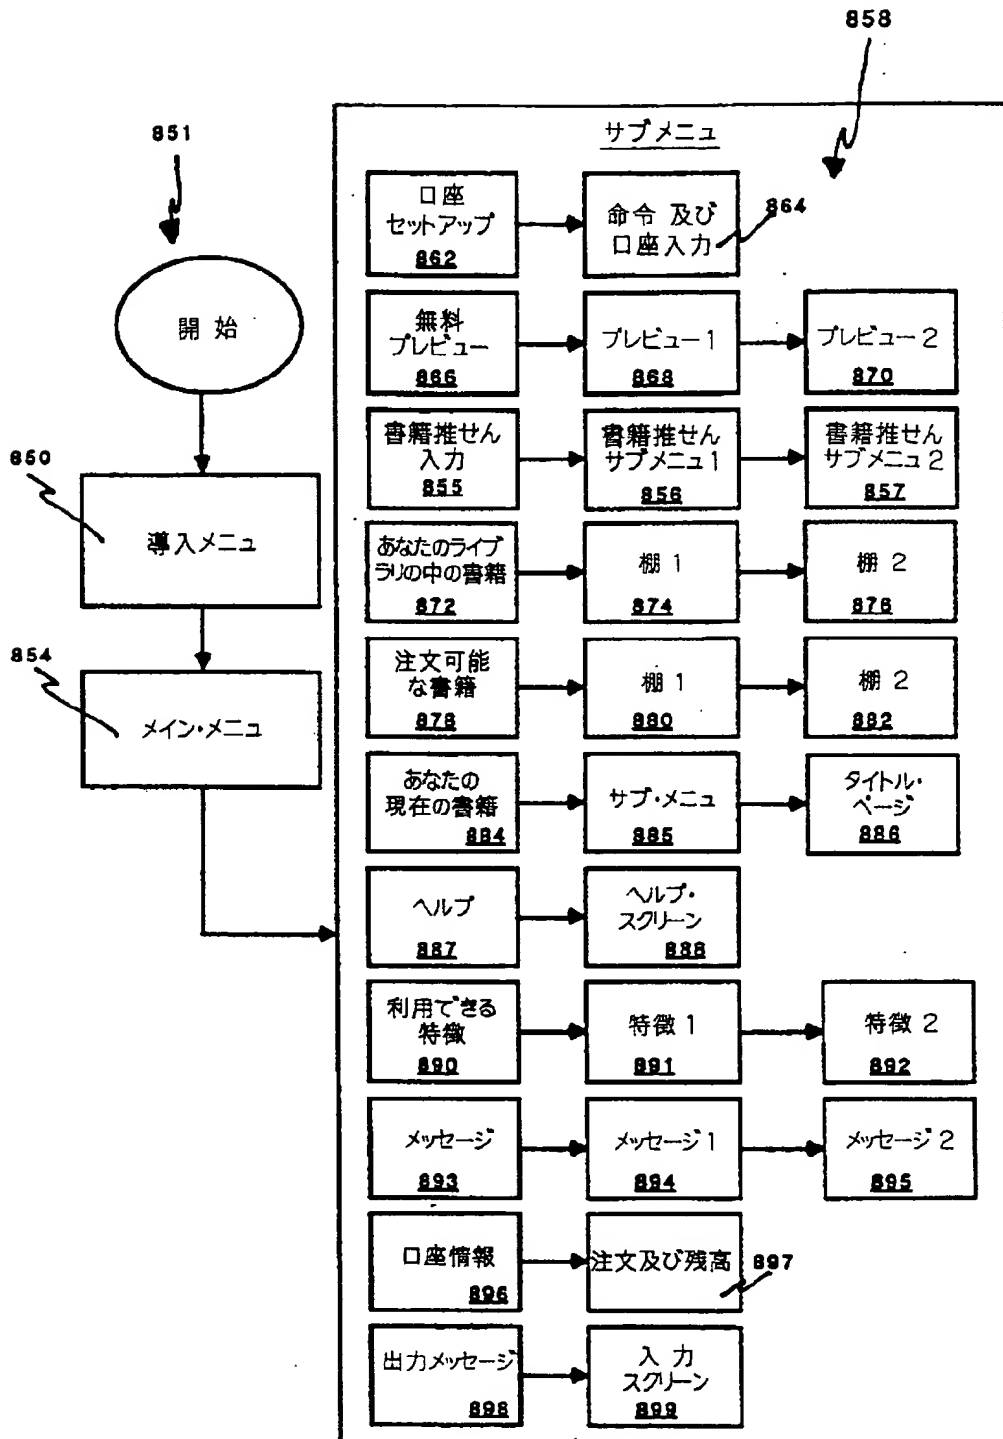 858
851
サブメニュ
開 始
850
導入メニュ
854
メイン・メニュ
口座
セットアップ
862
命令 及び
口座入力
864
無料
プレビュー
866
プレビュー1
868
プレビュー2
870
書籍推せん
入力
855
書籍推せん
サブメニュ1
856
書籍推せん
サブメニュ2
857
あなたのライブ
ラリの中の書籍
872
棚 1
874
棚 2
876
注文可能
な書籍
878
棚 1
880
棚 2
882
あなたの
現在の書籍
884
サブ・メニュ
885
タイトル・
ページ
886
ヘルプ
887
ヘルプ・
スクリーン
888
利用できる
特徴
890
特徴 1
891
特徴 2
892
メッセージ
893
メッセージ 1
894
メッセージ 2
895
口座情報
896
注文及び残高
897
出力メッセージ
898
入力
スクリーン
899